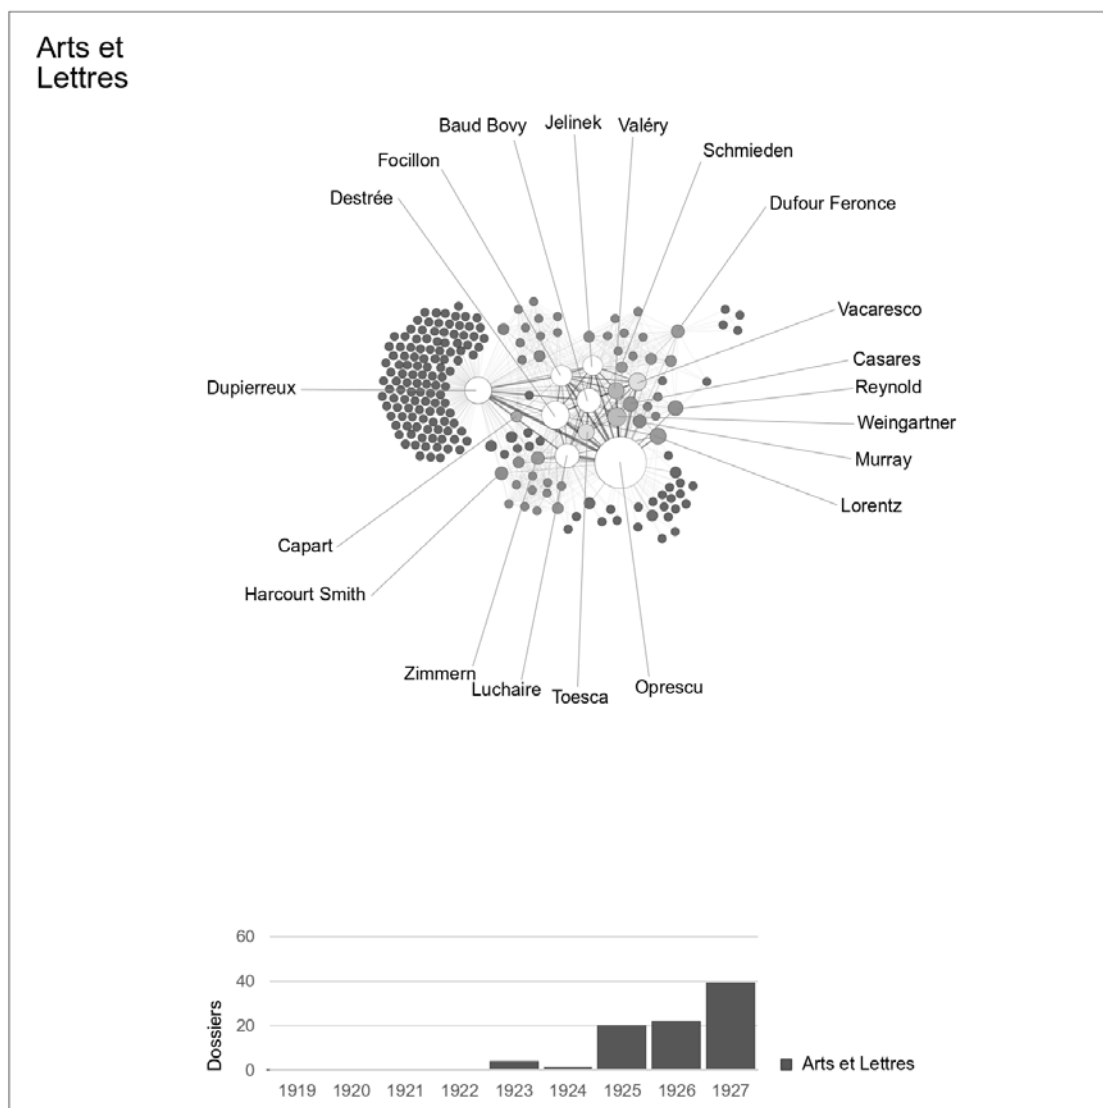 Arts et
Lettres
Baud Bovy
Jelinek
Valéry
Schmieden
Focillon
Destrée
Dufour Feronce
Vacaresco
Casares
Dupierreux
Reynold
Weingartner
Murray
Lorentz
Capart
Harcourt Smith
Zimmern
Luchaire
Toesca
Oprescu
60
40
20
0
Dossiers
Arts et Lettres
1919 1920 1921 1922 1923 1924 1925 1926 1927